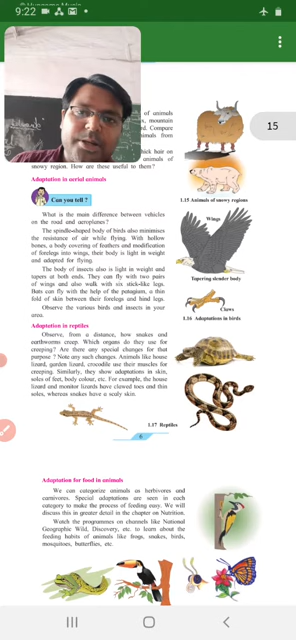 9:22
of animals
s, mountain
d. Compare
imals from
hick hair on
animals of
snowy region. How are these useful to them?
1.15 Animals of snowy regions
15
Adaptation in aerial animals
Can you tell ?
What is the main difference between vehicles
on the road and aeroplanes?
The spindle-shaped body of birds also minimises
the resistance of air while flying. With hollow
bones, a body covering of feathers and modification
of forelegs into wings, their body is light in weight
and adapted for flying.
The body of insects also is light in weight and
tapers at both ends. They can fly with two pairs
of wings and also walk with six stick-like legs.
Bats can fly with the help of the patagium, a thin
fold of skin between their forelegs and hind legs.
Observe the various birds and insects in your
area.
Wings
Tapering slender body
Claws
1.16 Adaptations in birds
Adaptation in reptiles
Observe, from a distance, how snakes and
earthworms creep. Which organs do they use for
creeping? Are there any special changes for that
purpose ? Note any such changes. Animals like house
lizard, garden lizard, crocodile use their muscles for
creeping. Similarly, they show adaptations in skin,
soles of feet, body colour, etc. For example, the house
lizard and monitor lizards have clawed toes and thin
soles, whereas snakes have a scaly skin.
1.17 Reptiles
6
Adaptation for food in animals
We can categorize animals as herbivores and
carnivores. Special adaptations are seen in each
category to make the process of feeding easy. We will
discuss this in greater detail in the chapter on Nutrition.
Watch the programmes on channels like National
Geographic Wild, Discovery, etc. to learn about
the feeding habits of animals like frogs, snakes, birds,
mosquitoes, butterflies, etc.